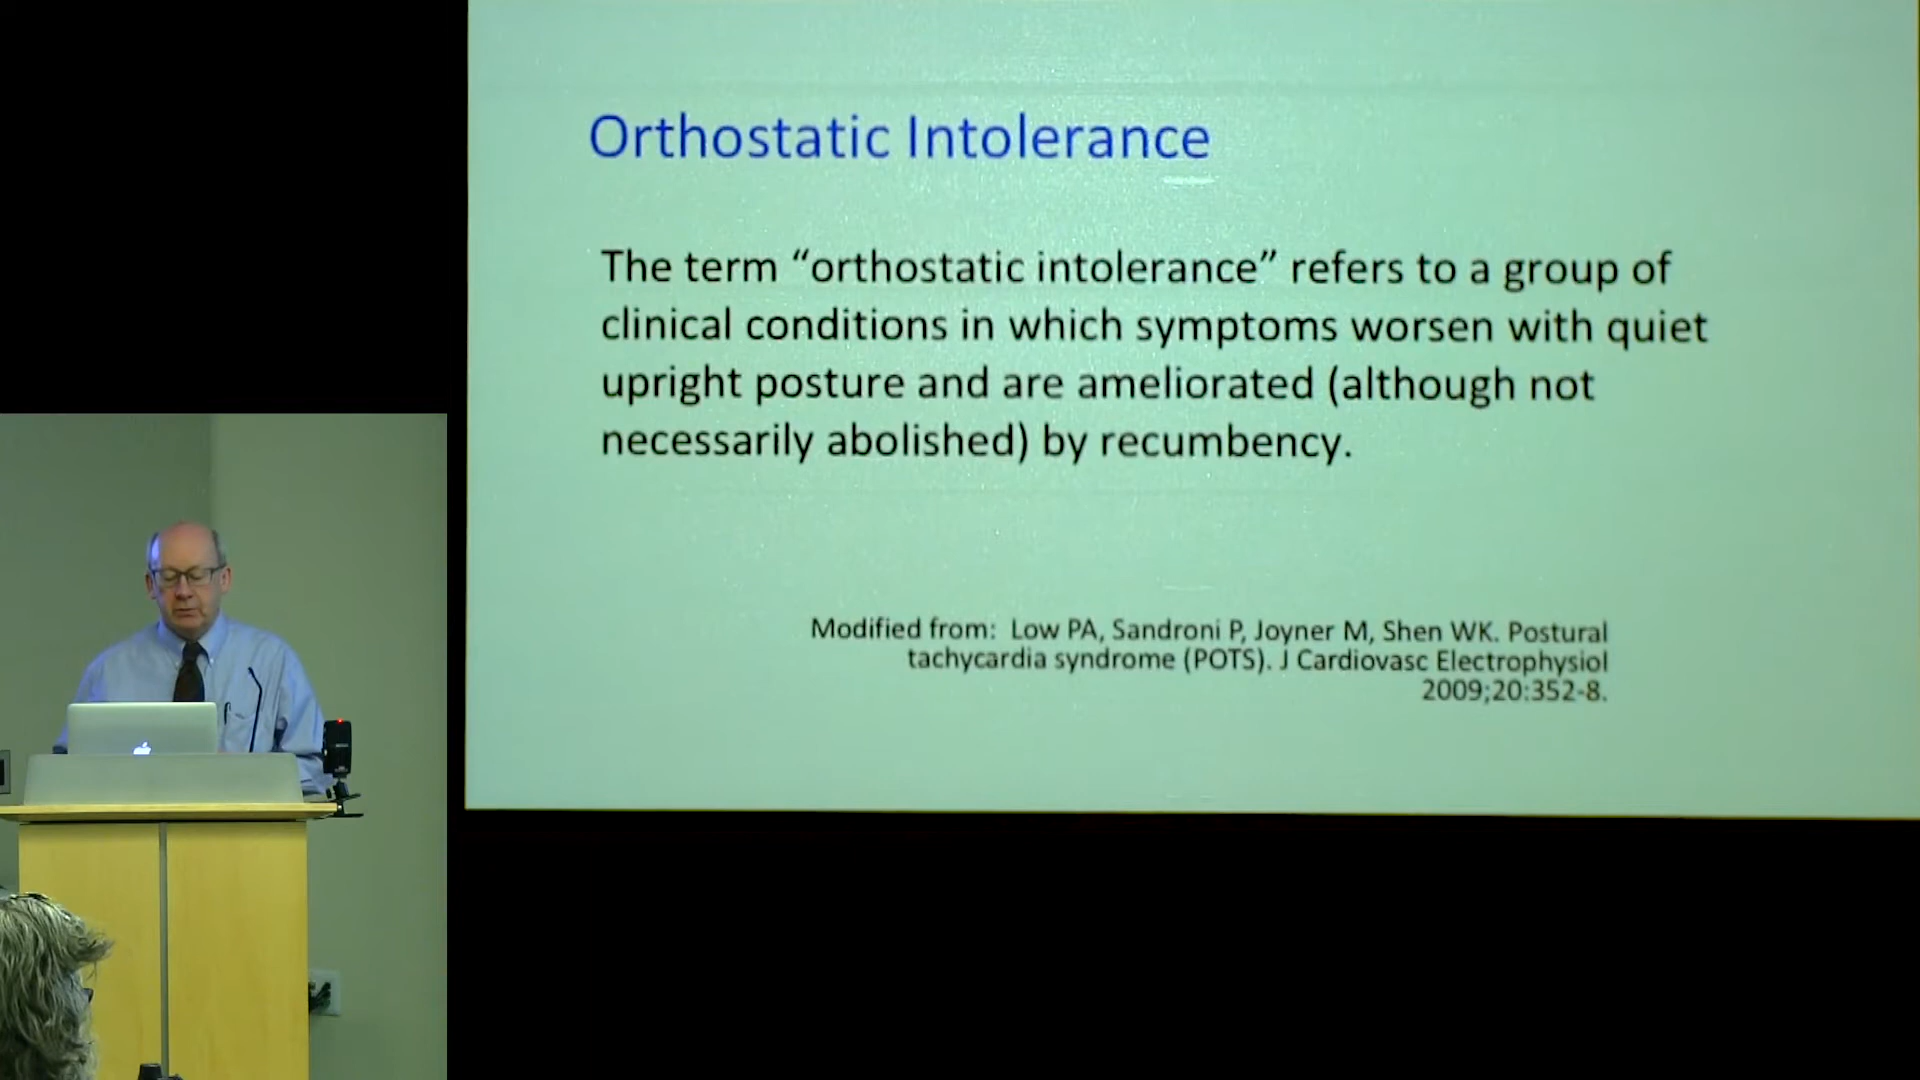 Orthostatic Intolerance
The term “orthostatic intolerance” refers to a group of
clinical conditions in which symptoms worsen with quiet
upright posture and are ameliorated (although not
necessarily abolished) by recumbency.
Modified from:  Low PA, Sandroni P, Joyner M, Shen WK. Postural
tachycardia syndrome (POTS). J Cardiovasc Electrophysiol
2009;20:352-8.